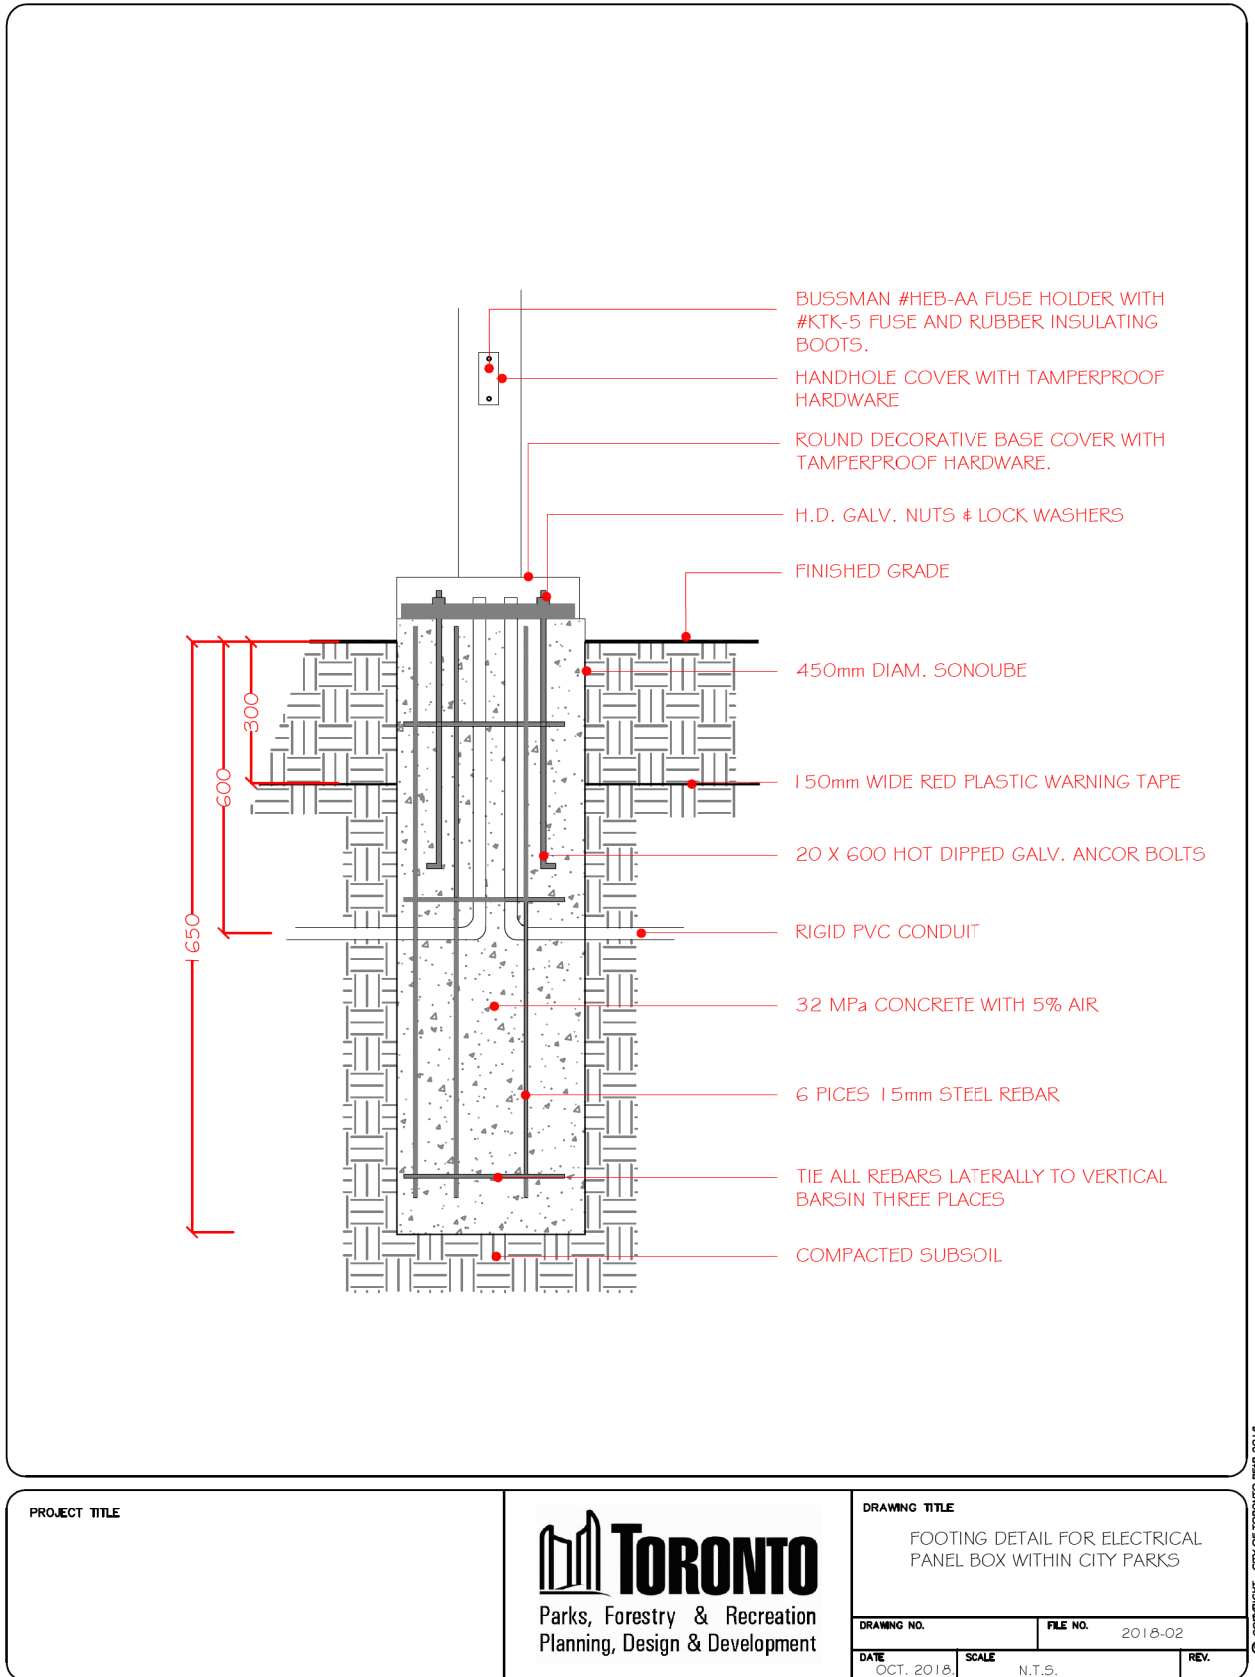 BUSSMAN #HEB-AA FUSE HOLDER WITH
#KTK-5 FUSE AND RUBBER INSULATING
BOOTS.
HANDHOLE COVER WITH TAMPERPROOF
HARDWARE
ROUND DECORATIVE BASE COVER WITH
TAMPERPROOF HARDWARE.
H.D. GALV. NUTS & LOCK WASHERS
FINISHED GRADE
450mm DIAM. SONOUBE
150mm WIDE RED PLASTIC WARNING TAPE
20 X 600 HOT DIPPED GALV. ANCOR BOLTS
RIGID PVC CONDUIT
32 MPa CONCRETE WITH 5% AIR
6 PICES 15mm STEEL REBAR
TIE ALL REBARS LATERALLY TO VERTICAL
BARSIN THREE PLACES
COMPACTED SUBSOIL
300
600
1650
PROJECT TITLE
TORONTO
Parks, Forestry & Recreation
Planning, Design & Development
DRAWING TITLE
FOOTING DETAIL FOR ELECTRICAL
PANEL BOX WITHIN CITY PARKS
DRAWING NO.
FILE NO. 2018-02
DATE OCT. 2018.
SCALE N.T.S.
REV.